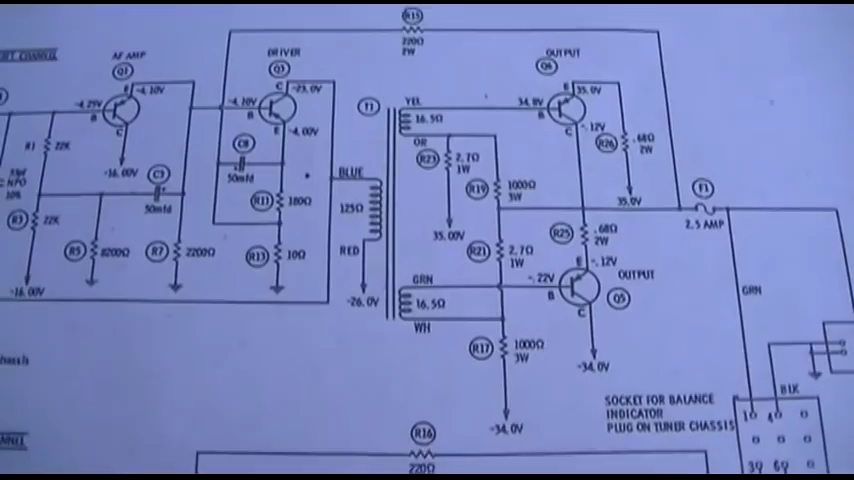 R15
220Ω
2W
AF AMP
Q1
E
-4.10V
-4.25V
B
C
-16.00V
DRIVER
Q3
C
-23.0V
-4.10V
B
E
-4.00V
OUTPUT
Q6
E
35.0V
34.8V
B
C
-.12V
R26
.68Ω
2W
35.0V
T1
YEL
16.5Ω
OR
R23
2.7Ω
1W
R19
1000Ω
3W
35.00V
R1
22K
C3
50mfd
C8
50mfd
NPO
10%
R3
22K
R5
8200Ω
R7
2200Ω
R11
180Ω
R13
10Ω
-16.00V
BLUE
125Ω
RED
-26.0V
R21
2.7Ω
1W
R25
.68Ω
2W
F1
2.5 AMP
GRN
16.5Ω
WH
-.22V
B
E
-.12V
OUTPUT
Q5
C
-34.0V
R17
1000Ω
3W
-34.0V
GRN
BLK
SOCKET FOR BALANCE
INDICATOR
PLUG ON TUNER CHASSIS
1
4
R16
220Ω